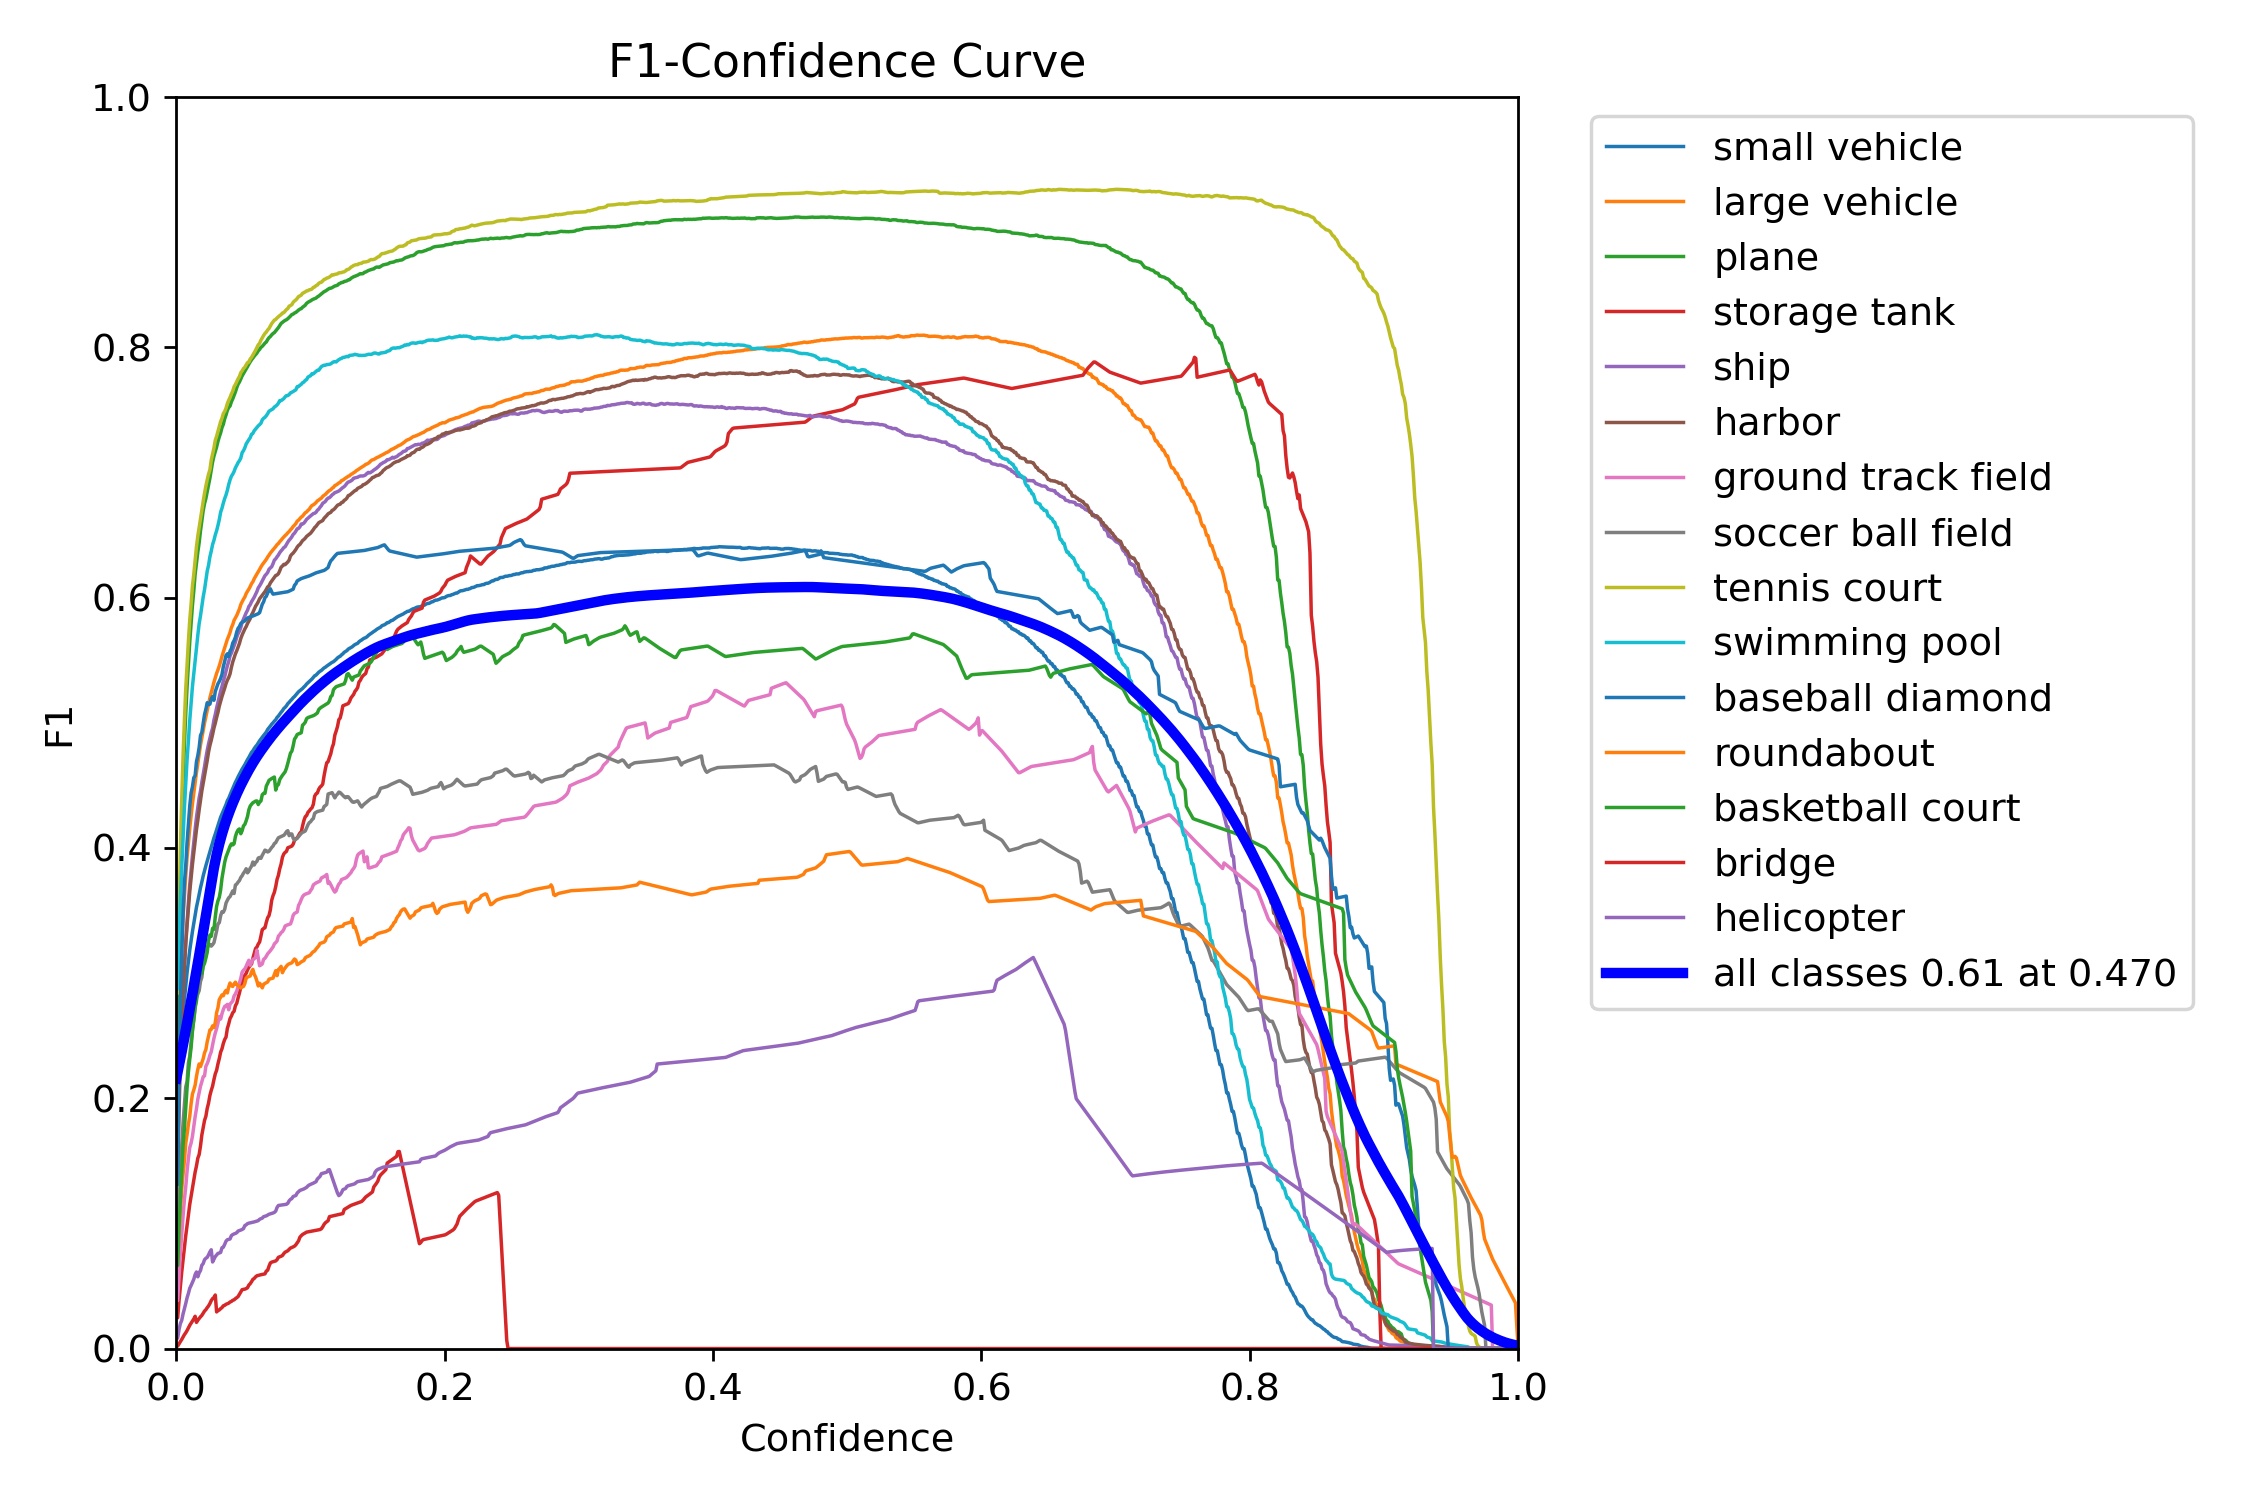 F1-Confidence Curve
1.0
0.8
0.6
0.4
0.2
0.0
F1
0.0 0.2 0.4 0.6 0.8 1.0
Confidence
small vehicle
large vehicle
plane
storage tank
ship
harbor
ground track field
soccer ball field
tennis court
swimming pool
baseball diamond
roundabout
basketball court
bridge
helicopter
all classes 0.61 at 0.470